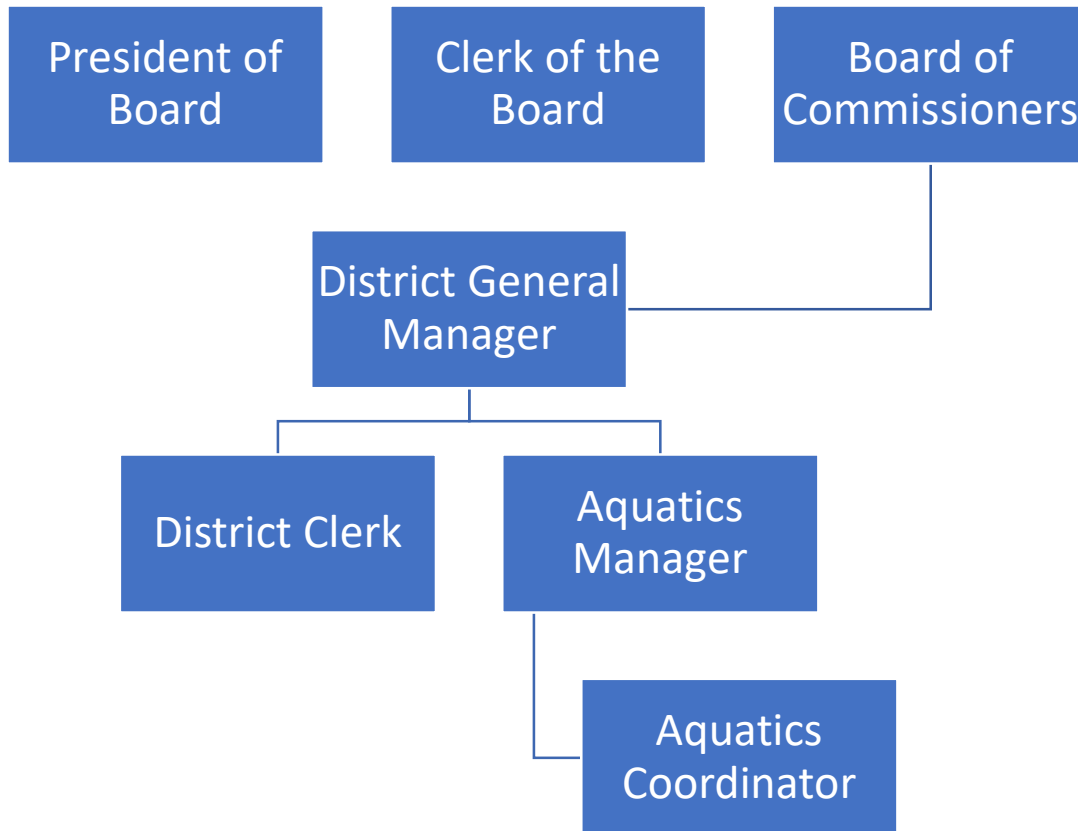 President of
Board
Clerk of the
Board
Board of
Commissioners
District General
Manager
District Clerk
Aquatics
Manager
Aquatics
Coordinator